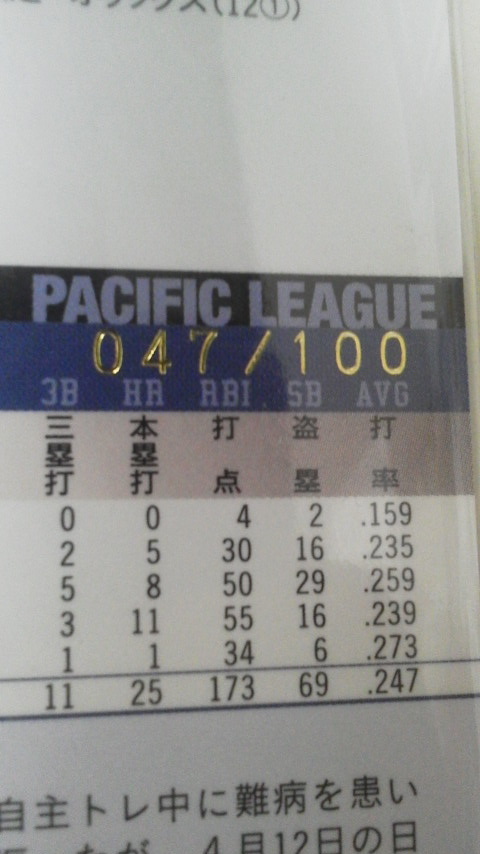 オリックス(12①)
PACIFIC LEAGUE
047/100
3B HR RBI SB AVG
三塁打 本塁打 打点 盗塁 打率
0 0 4 2 .159
2 5 30 16 .235
5 8 50 29 .259
3 11 55 16 .239
1 1 34 6 .273
11 25 173 69 .247
自主トレ中に難病を患い
たが、4月12日の日